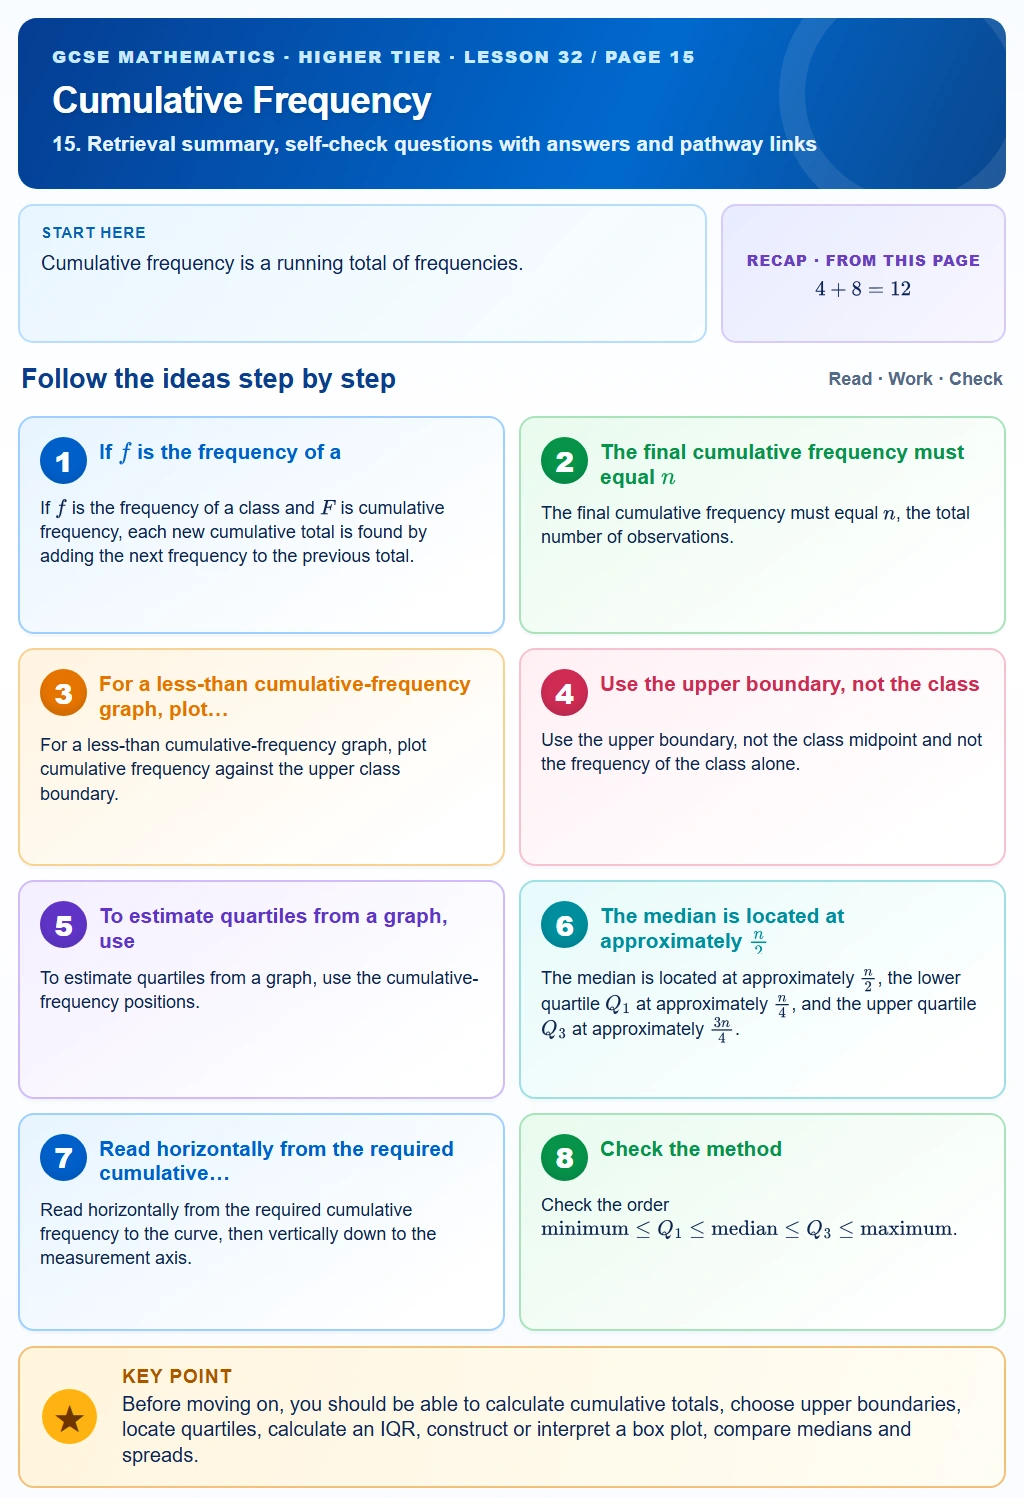 GCSE MATHEMATICS · HIGHER TIER · LESSON 32 / PAGE 15
Cumulative Frequency
15. Retrieval summary, self-check questions with answers and pathway links
START HERE
Cumulative frequency is a running total of frequencies.
RECAP · FROM THIS PAGE
4 + 8 = 12
Follow the ideas step by step
Read · Work · Check
1
If f is the frequency of a
If f is the frequency of a class and F is cumulative
frequency, each new cumulative total is found by
adding the next frequency to the previous total.
2
The final cumulative frequency must
equal n
The final cumulative frequency must equal n, the total
number of observations.
3
For a less-than cumulative-frequency
graph, plot…
For a less-than cumulative-frequency graph, plot
cumulative frequency against the upper class
boundary.
4
Use the upper boundary, not the class
Use the upper boundary, not the class midpoint and not
the frequency of the class alone.
5
To estimate quartiles from a graph,
use
To estimate quartiles from a graph, use the cumulative-
frequency positions.
6
The median is located at
approximately n/2
The median is located at approximately n/2, the lower
quartile Q₁ at approximately n/4, and the upper quartile
Q₃ at approximately 3n/4.
7
Read horizontally from the required
cumulative…
Read horizontally from the required cumulative
frequency to the curve, then vertically down to the
measurement axis.
8
Check the method
Check the order
minimum ≤ Q₁ ≤ median ≤ Q₃ ≤ maximum.
KEY POINT
Before moving on, you should be able to calculate cumulative totals, choose upper boundaries,
locate quartiles, calculate an IQR, construct or interpret a box plot, compare medians and
spreads.